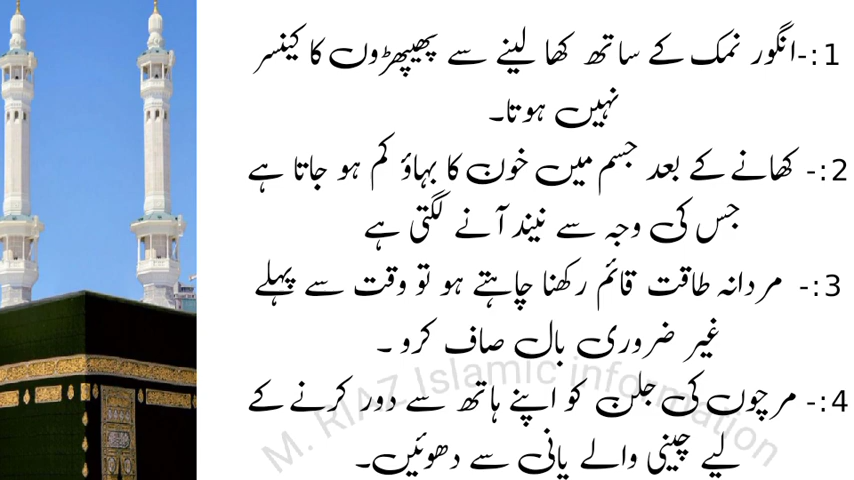 1:-انگور نمک کے ساتھ کھا لینے سے پھیپھڑوں کا کینسر
نہیں ہوتا۔
2:- کھانے کے بعد جسم میں خون کا بہاؤ کم ہو جاتا ہے
جس کی وجہ سے نیند آنے لگتی ہے
3:- مردانہ طاقت قائم رکھنا چاہتے ہو تو وقت سے پہلے
غیر ضروری بال صاف کرو ۔
4:- مرچوں کی جلن کو اپنے ہاتھ سے دور کرنے کے
لیے چینی والے پانی سے دھوئیں۔
M. RIAZ Islamic information